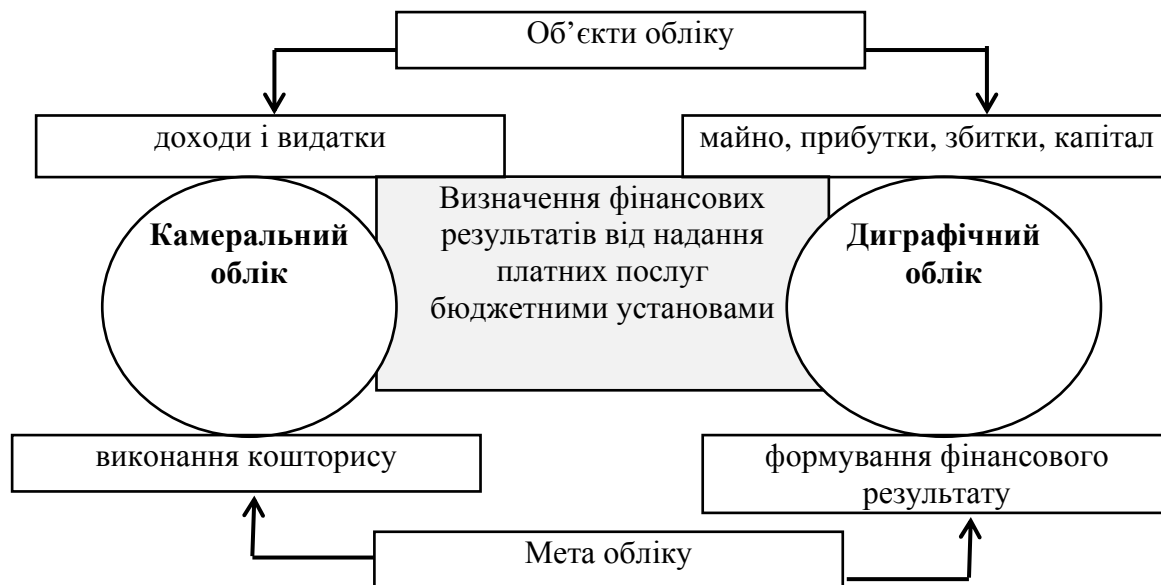 Об’єкти обліку
доходи і видатки
майно, прибутки, збитки, капітал
Камеральний
облік
Визначення фінансових
результатів від надання
платних послуг
бюджетними установами
Диграфічний
облік
виконання кошторису
формування фінансового
результату
Мета обліку